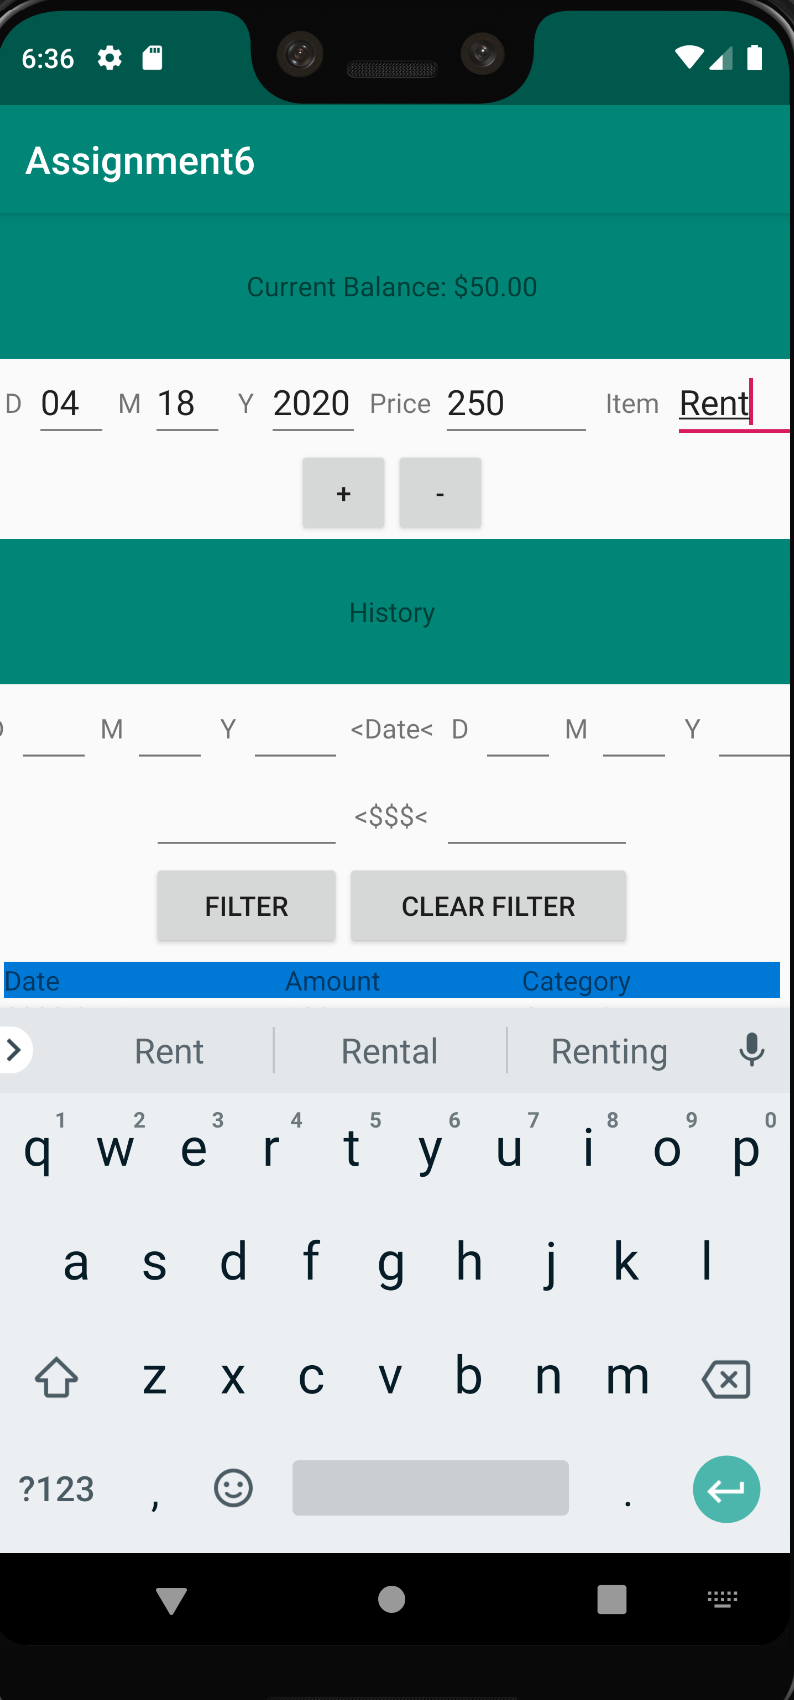 6:36
Assignment6
Current Balance: $50.00
D 04 M 18 Y 2020 Price 250 Item Rent
+ -
History
M Y <Date< D M Y
<$$$<
FILTER CLEAR FILTER
Date Amount Category
Rent Rental Renting
1 2 3 4 5 6 7 8 9 0
q w e r t y u i o p
a s d f g h j k l
z x c v b n m
?123 , .